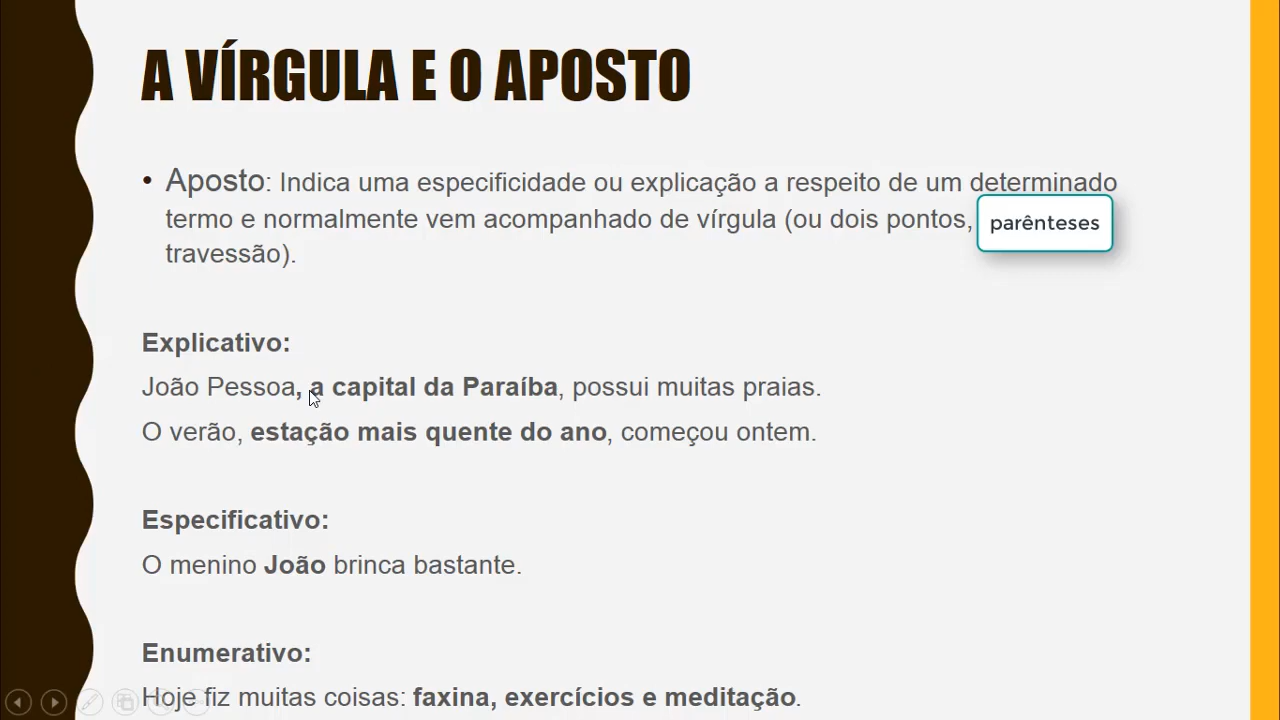 A VÍRGULA E O APOSTO
• Aposto: Indica uma especificidade ou explicação a respeito de um determinado
termo e normalmente vem acompanhado de vírgula (ou dois pontos, parênteses
travessão).
Explicativo:
João Pessoa, a capital da Paraíba, possui muitas praias.
O verão, estação mais quente do ano, começou ontem.
Especificativo:
O menino João brinca bastante.
Enumerativo:
Hoje fiz muitas coisas: faxina, exercícios e meditação.